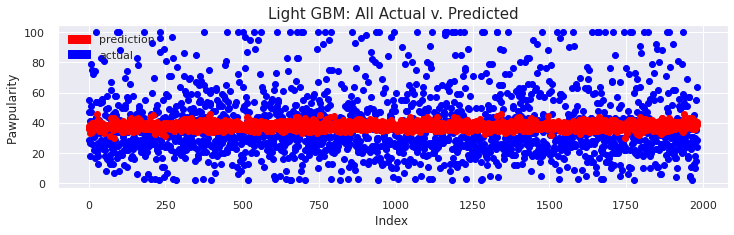 Light GBM: All Actual v. Predicted
prediction
actual
100
80
60
40
20
0
Pawpularity
0 250 500 750 1000 1250 1500 1750 2000
Index